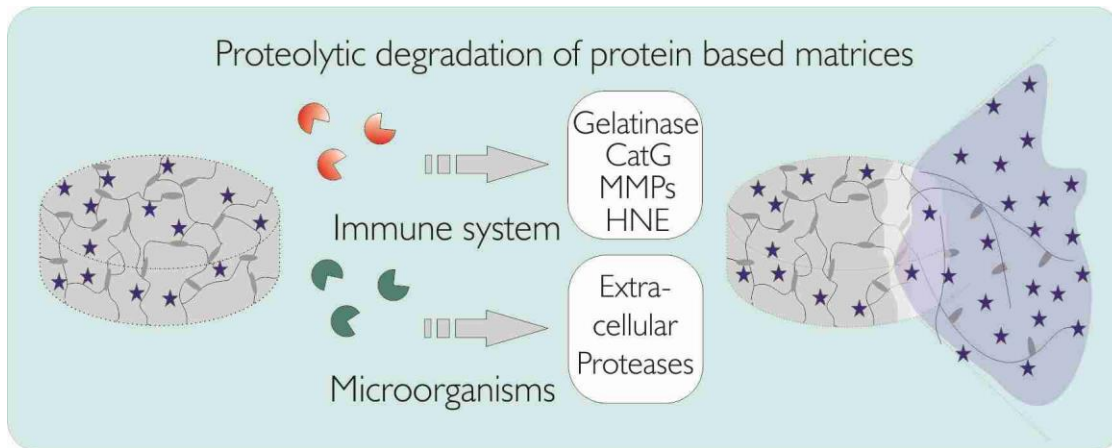 Proteolytic degradation of protein based matrices
Gelatinase
CatG
MMPs
HNE
Immune system
Extra-
cellular
Proteases
Microorganisms